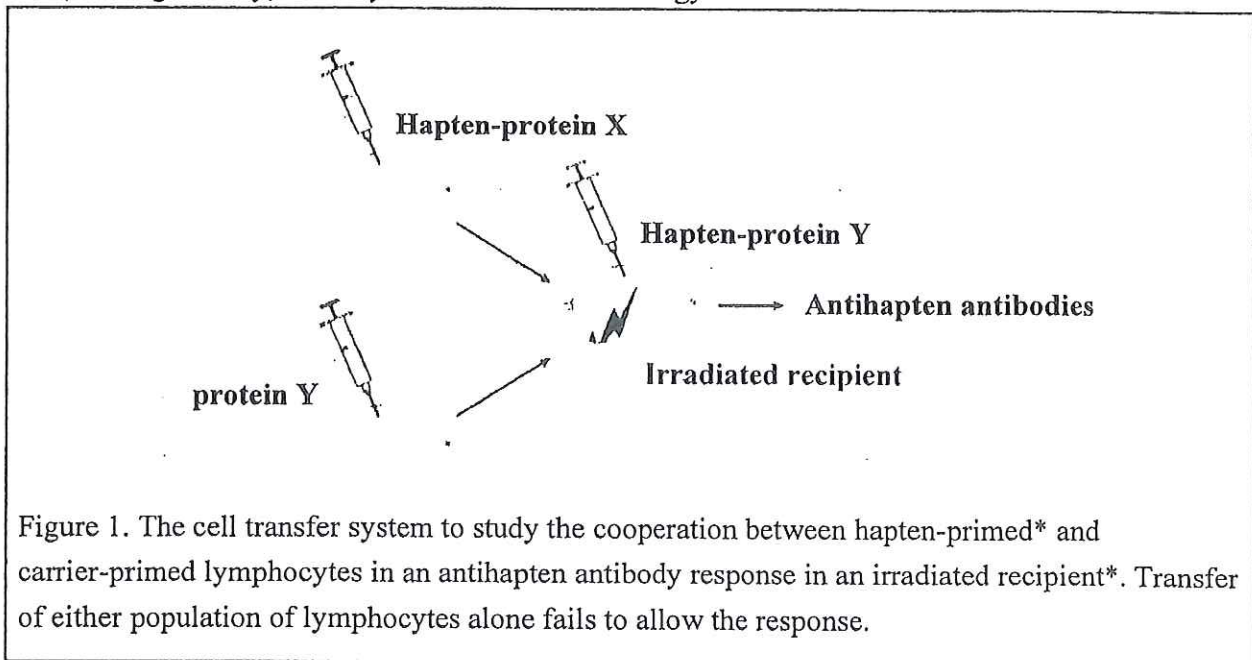 Hapten-protein X
Hapten-protein Y
Antihapten antibodies
Irradiated recipient
protein Y
Figure 1. The cell transfer system to study the cooperation between hapten-primed* and
carrier-primed lymphocytes in an antihapten antibody response in an irradiated recipient*. Transfer
of either population of lymphocytes alone fails to allow the response.